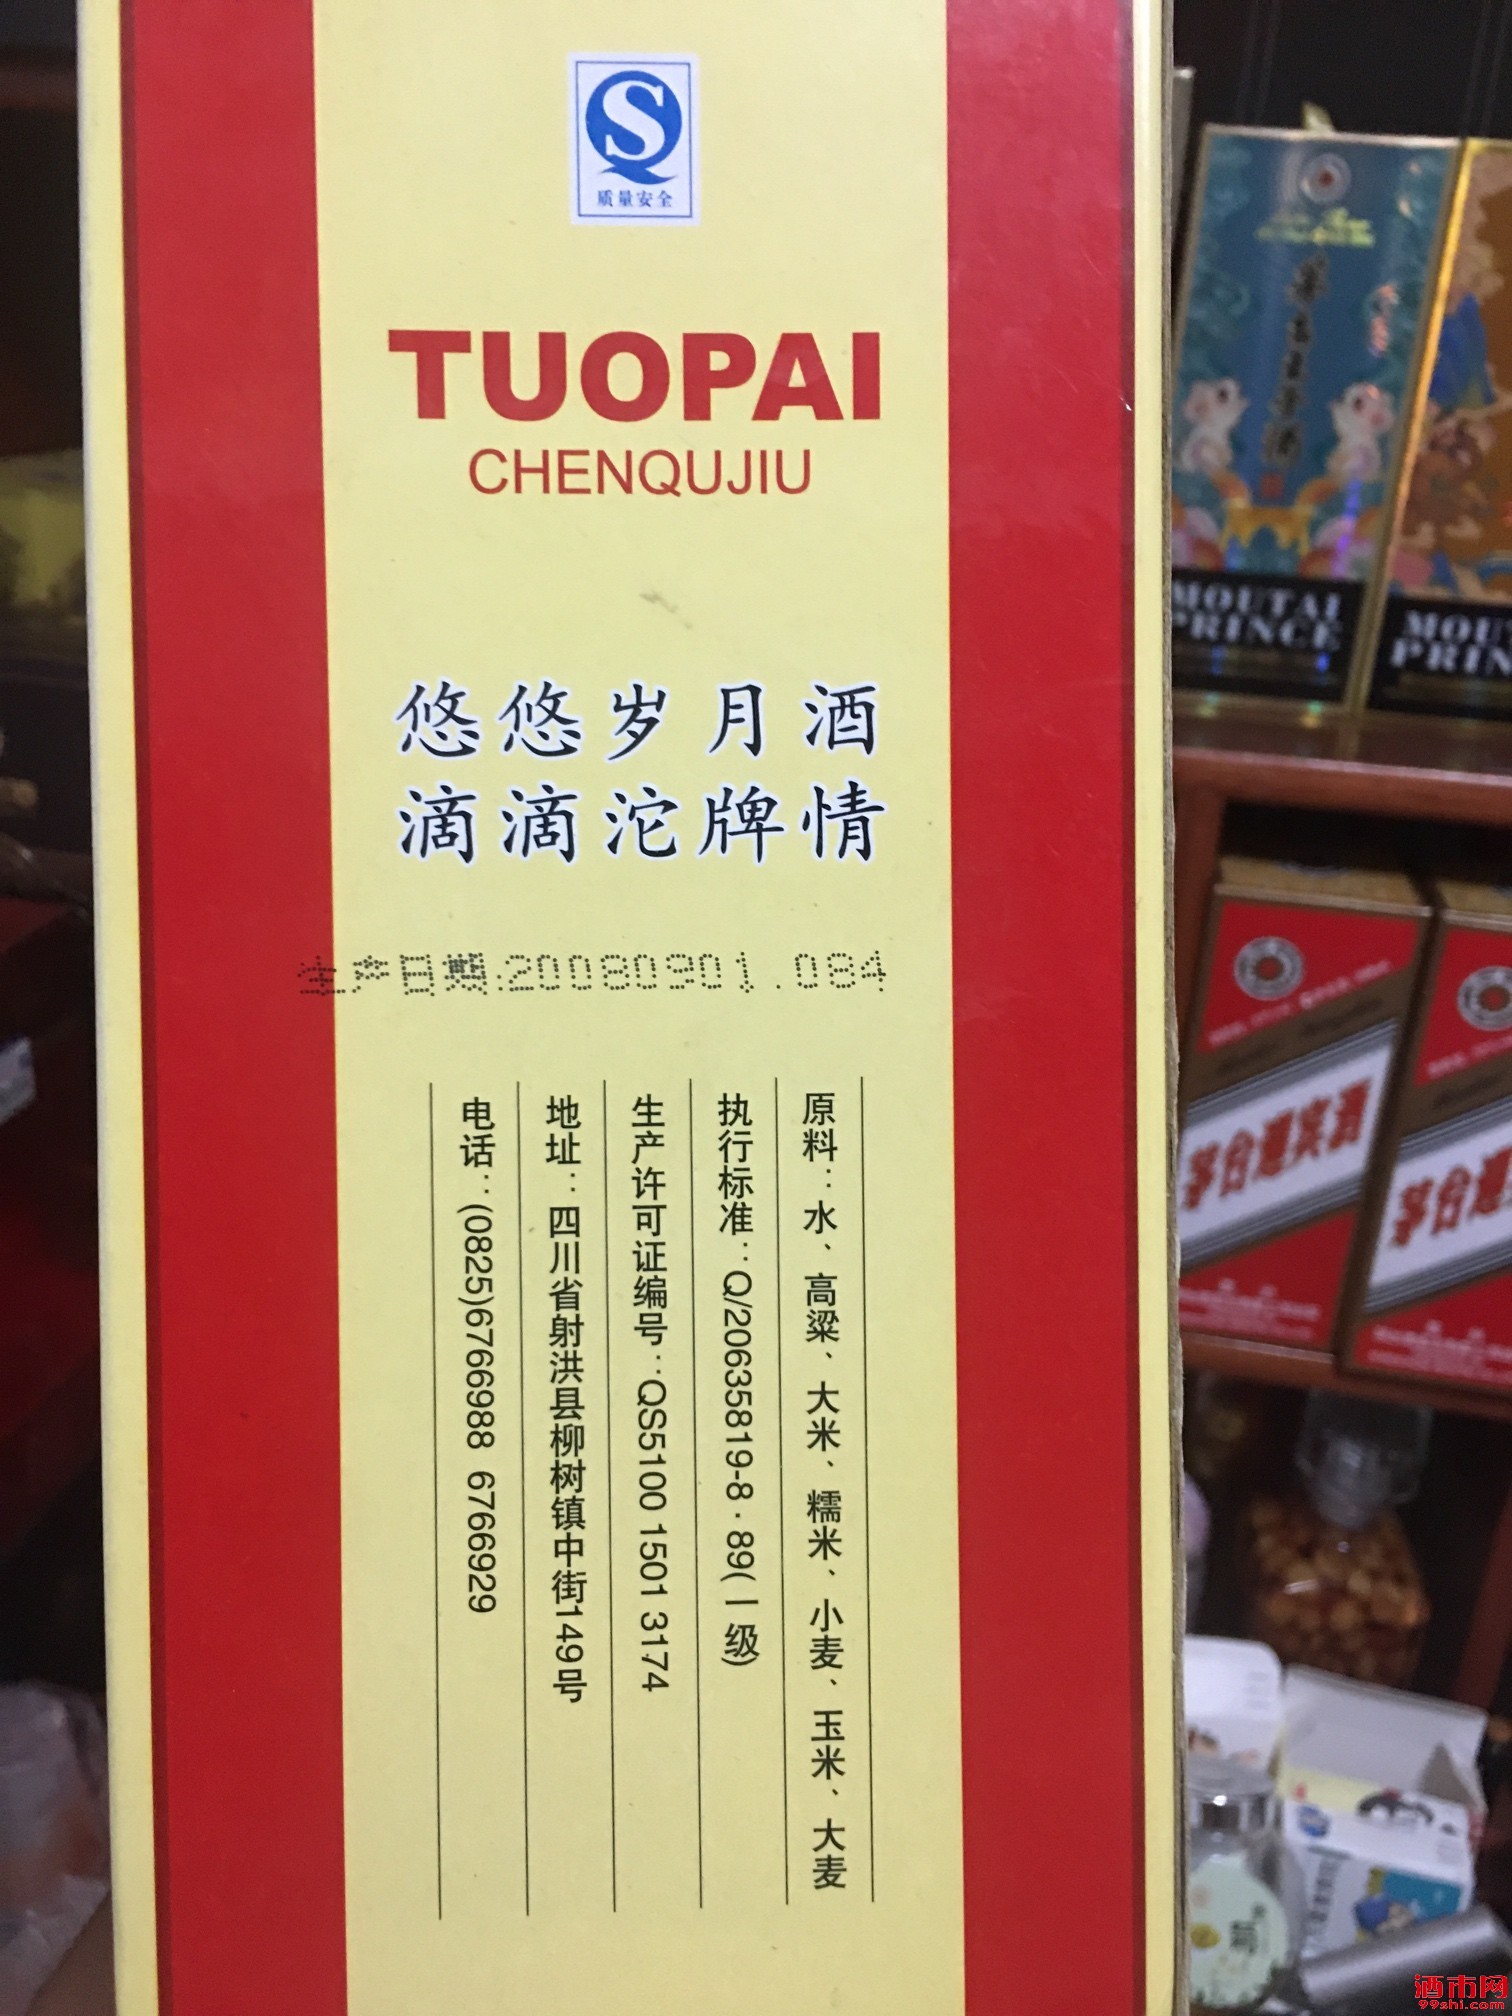 质量安全
TUOPAI
CHENQUJIU
悠悠岁月酒
滴滴沱牌情
生产日期:20080901.084
原料：水、高粱、大米、糯米、小麦、玉米、大麦
执行标准：Q/20635819-8·89(一级)
生产许可证编号：QS5100 1501 3174
地址：四川省射洪县柳树镇中街149号
电话：(0825)6766988 6766929
MOUTAI
PRINCE
MOU
PRIN
茅台迎宾酒
茅台迎
酒市网
99shi.com